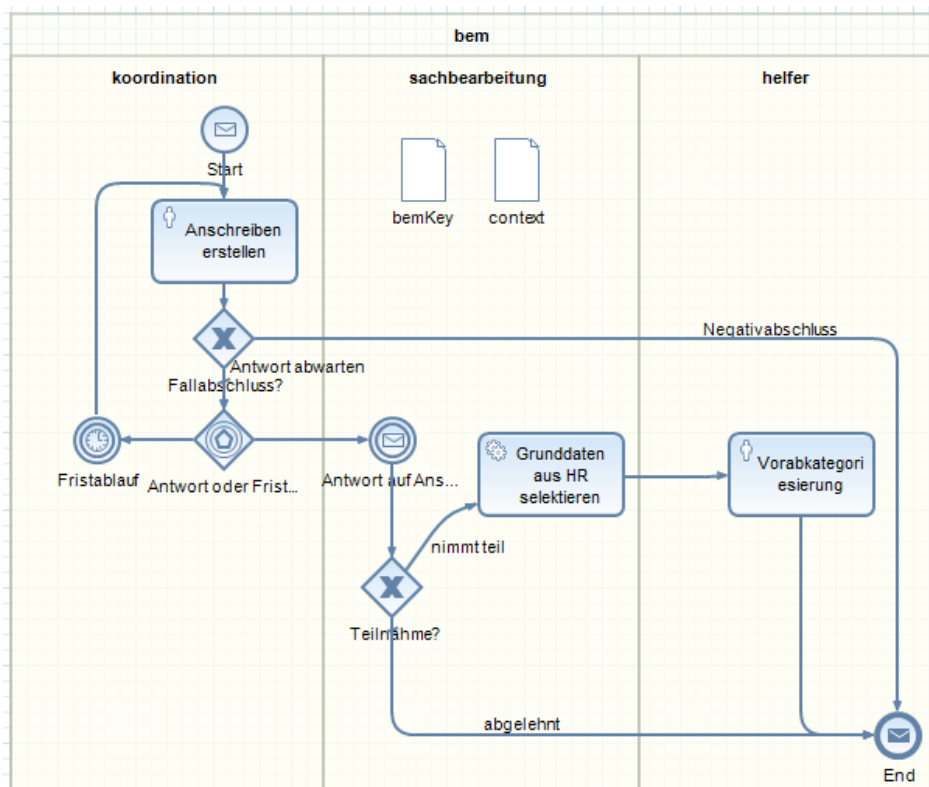 bem
koordination
sachbearbeitung
helfer
Start
bemKey
context
Anschreiben
erstellen
Negativabschluss
Antwort abwarten
Fallabschluss?
Fristablauf
Antwort oder Frist...
Antwort auf Ans...
Grunddaten
aus HR
selektieren
Vorabkategori
esierung
nimmt teil
Teilnahme?
abgelehnt
End